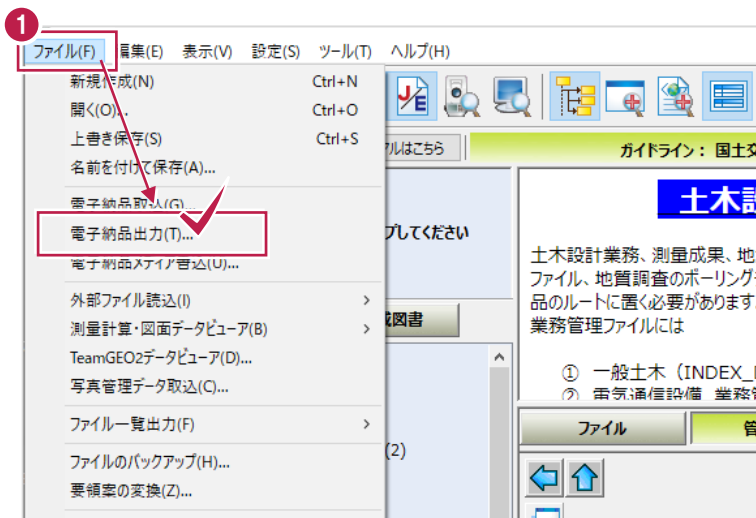 1
ファイル(F) 編集(E) 表示(V) 設定(S) ツール(T) ヘルプ(H)
新規作成(N) Ctrl+N
開く(O)... Ctrl+O
上書き保存(S) Ctrl+S
名前を付けて保存(A)...
電子納品取込(G)...
電子納品出力(T)...
電子納品メディア書込(U)...
外部ファイル読込(I) >
測量計算・図面データビューア(B) >
TeamGEO2データビューア(D)...
写真管理データ取込(C)...
ファイル一覧出力(F) >
ファイルのバックアップ(H)...
要領案の変換(Z)...
J/E
ルはこちら
ガイドライン： 国土交
プしてください
図書
(2)
土木設
土木設計業務、測量成果、地
ファイル、地質調査のボーリング
品のルートに置く必要があります
業務管理ファイルには
① 一般土木（INDEX_
② 電気通信設備 業務管
ファイル
管